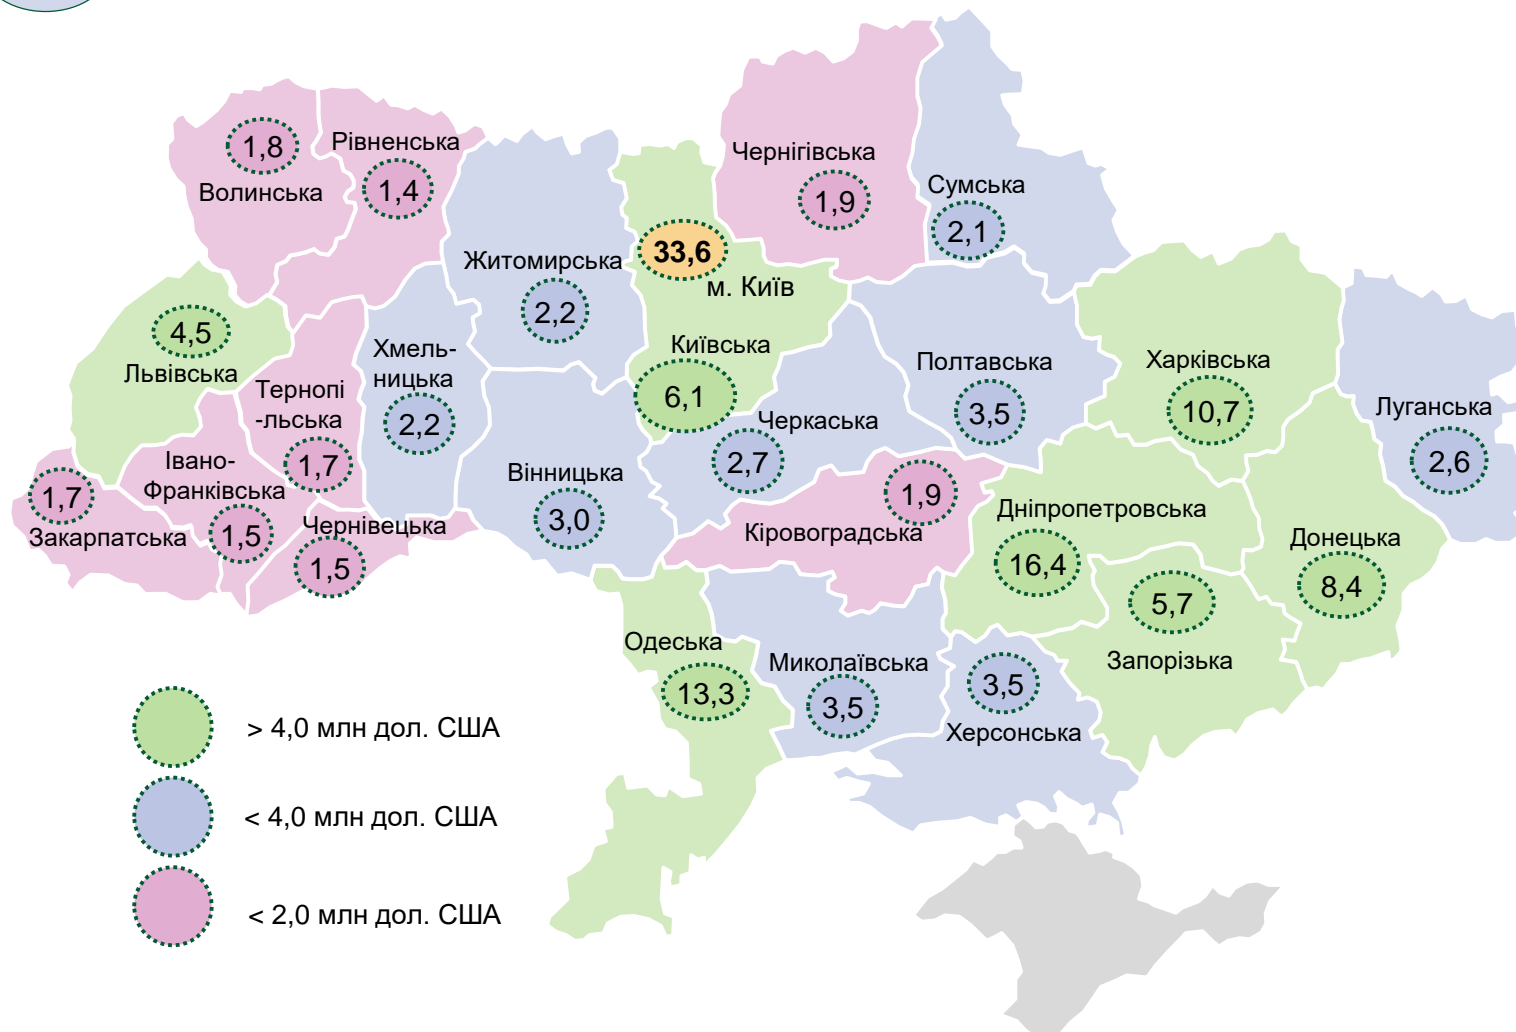 1,8
Волинська
Рівненська
1,4
Чернігівська
1,9
Сумська
2,1
Житомирська
2,2
33,6
м. Київ
4,5
Львівська
Тернопі
-льська
1,7
Хмель-
ницька
2,2
Київська
6,1
Черкаська
2,7
Полтавська
3,5
Харківська
10,7
Луганська
2,6
1,7
Закарпатська
Івано-
Франківська
1,5
Чернівецька
1,5
Вінницька
3,0
1,9
Кіровоградська
Дніпропетровська
16,4
Донецька
8,4
5,7
Запорізька
Одеська
13,3
Миколаївська
3,5
3,5
Херсонська
> 4,0 млн дол. США
< 4,0 млн дол. США
< 2,0 млн дол. США